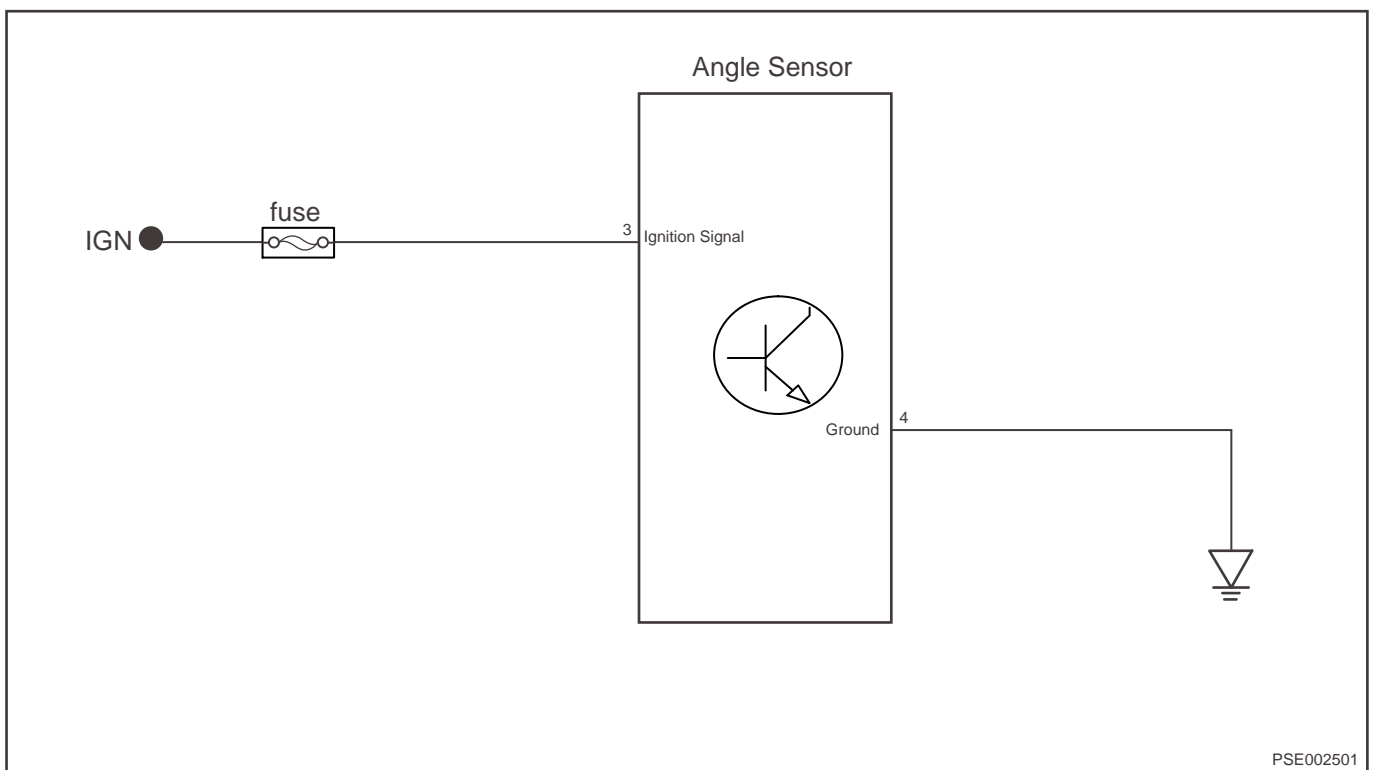 Angle Sensor
fuse
IGN
3
Ignition Signal
4
Ground
PSE002501